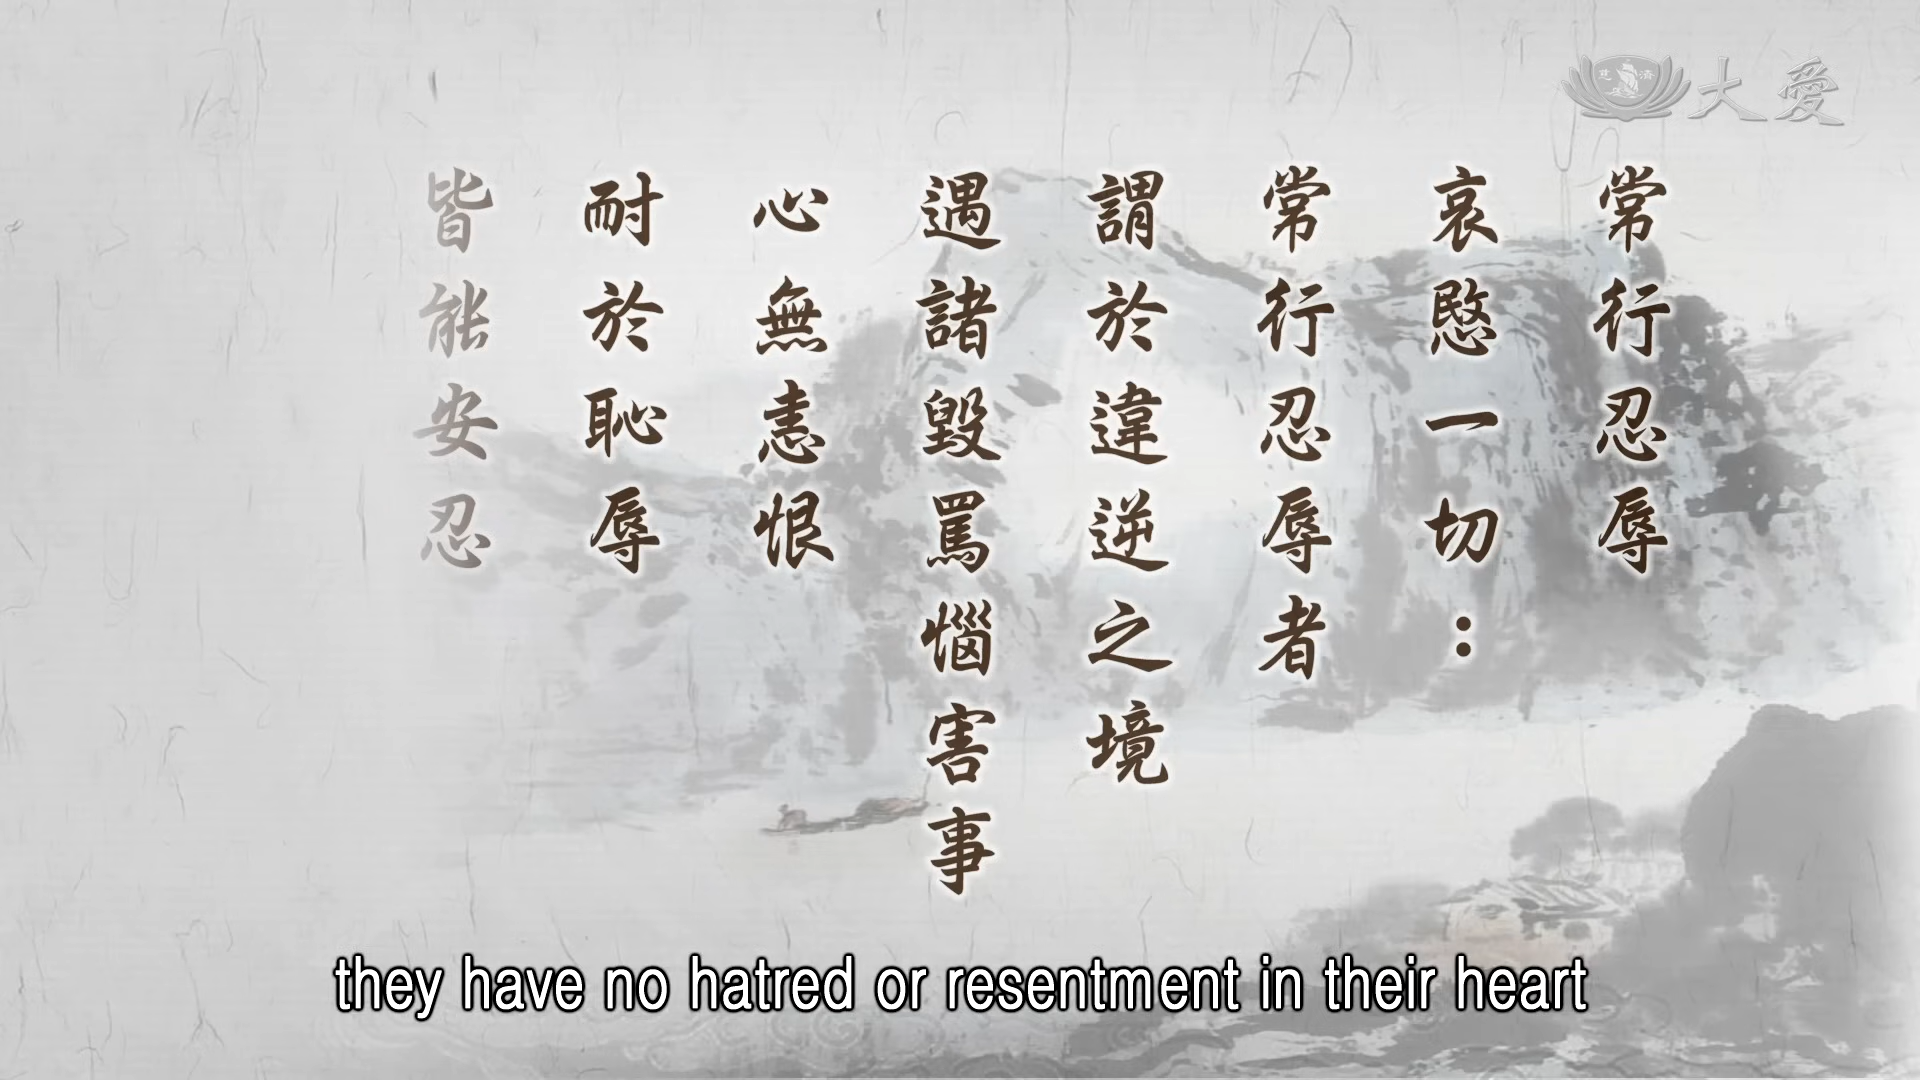 常行忍辱
哀愍一切：
常行忍辱者
謂於違逆之境
遇諸毀罵惱害事
心無恚恨
耐於恥辱
皆能安忍
they have no hatred or resentment in their heart
慈濟
大愛